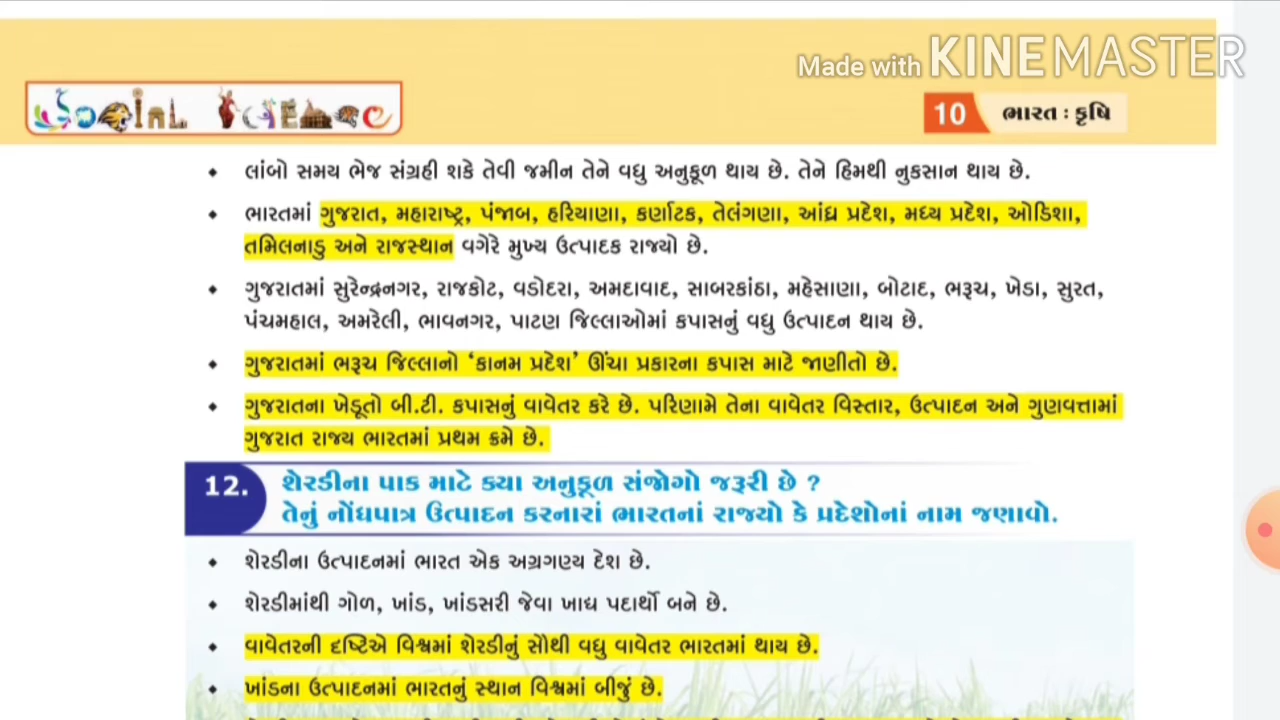 Made with KINEMASTER
Social Science
10 ભારત : કૃષિ
• લાંબો સમય ભેજ સંગ્રહી શકે તેવી જમીન તેને વધુ અનુકૂળ થાય છે. તેને હિમથી નુકસાન થાય છે.
• ભારતમાં ગુજરાત, મહારાષ્ટ્ર, પંજાબ, હરિયાણા, કર્ણાટક, તેલંગણા, આંધ્ર પ્રદેશ, મધ્ય પ્રદેશ, ઓડિશા,
તમિલનાડુ અને રાજસ્થાન વગેરે મુખ્ય ઉત્પાદક રાજ્યો છે.
• ગુજરાતમાં સુરેન્દ્રનગર, રાજકોટ, વડોદરા, અમદાવાદ, સાબરકાંઠા, મહેસાણા, બોટાદ, ભરૂચ, ખેડા, સુરત,
પંચમહાલ, અમરેલી, ભાવનગર, પાટણ જિલ્લાઓમાં કપાસનું વધુ ઉત્પાદન થાય છે.
• ગુજરાતમાં ભરૂચ જિલ્લાનો ‘કાનમ પ્રદેશ’ ઊંચા પ્રકારના કપાસ માટે જાણીતો છે.
• ગુજરાતના ખેડૂતો બી.ટી. કપાસનું વાવેતર કરે છે. પરિણામે તેના વાવેતર વિસ્તાર, ઉત્પાદન અને ગુણવત્તામાં
ગુજરાત રાજ્ય ભારતમાં પ્રથમ ક્રમે છે.
12. શેરડીના પાક માટે ક્યા અનુકૂળ સંજોગો જરૂરી છે ?
તેનું નોંધપાત્ર ઉત્પાદન કરનારાં ભારતનાં રાજ્યો કે પ્રદેશોનાં નામ જણાવો.
• શેરડીના ઉત્પાદનમાં ભારત એક અગ્રગણ્ય દેશ છે.
• શેરડીમાંથી ગોળ, ખાંડ, ખાંડસરી જેવા ખાદ્ય પદાર્થો બને છે.
• વાવેતરની દૃષ્ટિએ વિશ્વમાં શેરડીનું સૌથી વધુ વાવેતર ભારતમાં થાય છે.
• ખાંડના ઉત્પાદનમાં ભારતનું સ્થાન વિશ્વમાં બીજું છે.